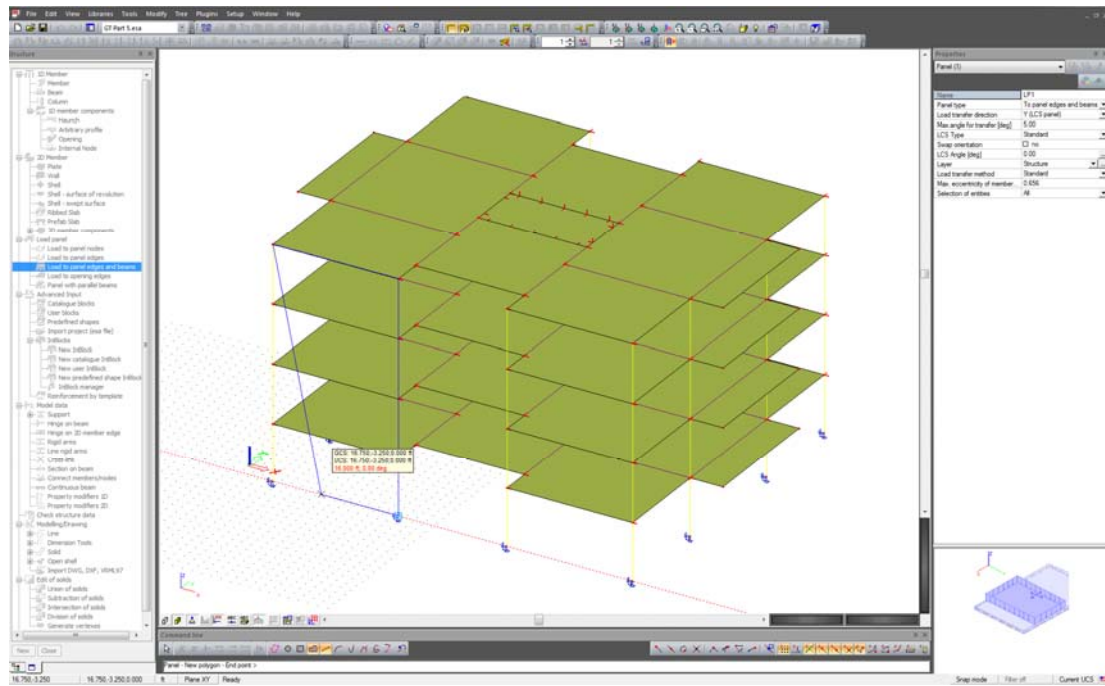 File Edit View Libraries Tools Modify Tree Plugins Setup Window Help
GT Part 5.esa
1 1
Structure
1D Member
Member
Beam
Column
1D member components
Haunch
Arbitrary profile
Opening
Internal Node
2D Member
Plate
Wall
Shell
Shell - surface of revolution
Shell - swept surface
Ribbed Slab
Prefab Slab
2D member components
Load panel
Load to panel nodes
Load to panel edges
Load to panel edges and beams
Load to opening edges
Panel with parallel beams
Advanced Input
Catalogue blocks
User blocks
Predefined shapes
Import project (esa file)
InBlocks
New InBlock
New catalogue InBlock
New user InBlock
New predefined shape InBlock
InBlock manager
Reinforcement by template
Model data
Support
Hinge on beam
Hinge on 2D member edge
Rigid arms
Line rigid arms
Cross-link
Section on beam
Connect members/nodes
Continuous beam
Property modifiers 1D
Property modifiers 2D
Check structure data
Modelling/Drawing
Line
Dimension Tools
Solid
Open shell
Import DWG, DXF, VRML97
Edit of solids
Union of solids
Subtraction of solids
Intersection of solids
Division of solids
Generate vertexes
New Close
GCS: 16.750;-3.250;0.000 ft
UCS: 16.750;-3.250;0.000 ft
16.500 ft; 0.00 deg
Properties
Panel (1)
Name LP1
Panel type To panel edges and beams
Load transfer direction Y (LCS panel)
Max angle for transfer [deg] 5.00
LCS Type Standard
Swap orientation no
LCS Angle [deg] 0.00
Layer Structure
Load transfer method Standard
Max. eccentricity of member... 0.656
Selection of entities All
Command line
Panel - New polygon - End point >
16.750,-3.250 16.750,-3.250,0.000 ft Plane XY Ready Snap mode Filter off Current UCS